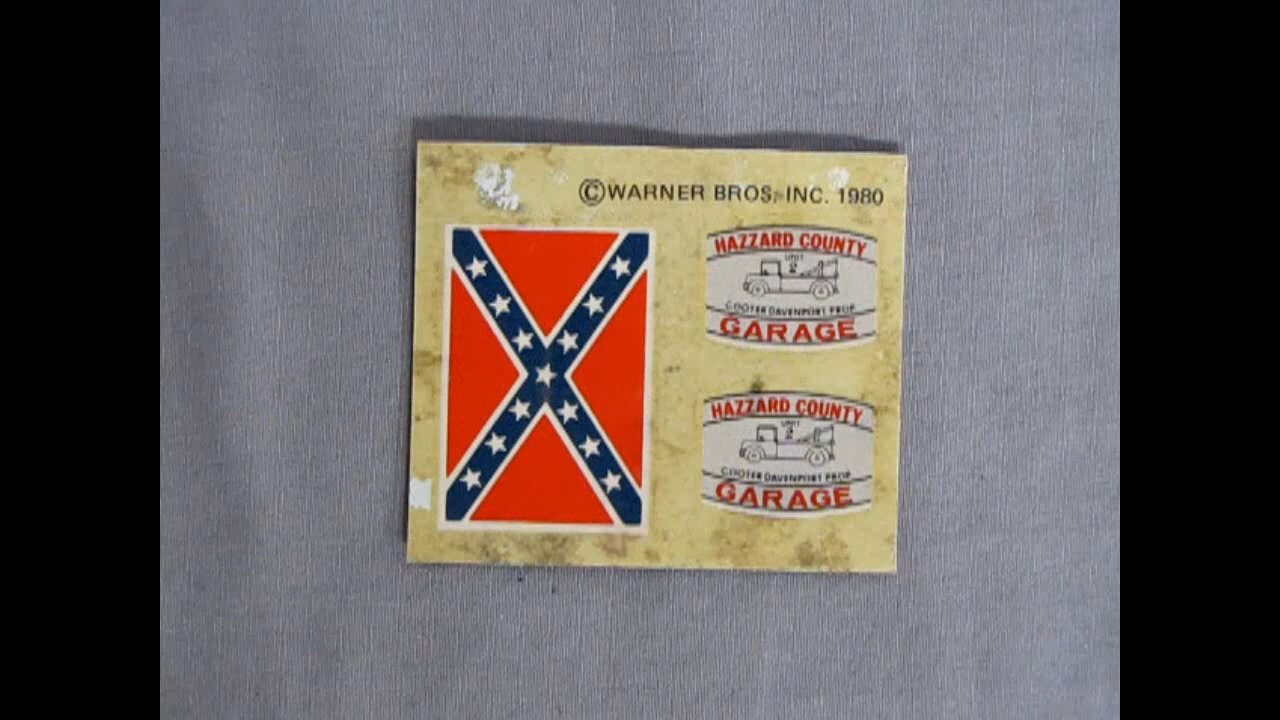 ©WARNER BROS. INC. 1980
HAZZARD COUNTY
UNIT
2
COOTER DAVENPORT PROP
GARAGE
HAZZARD COUNTY
UNIT
2
COOTER DAVENPORT PROP
GARAGE